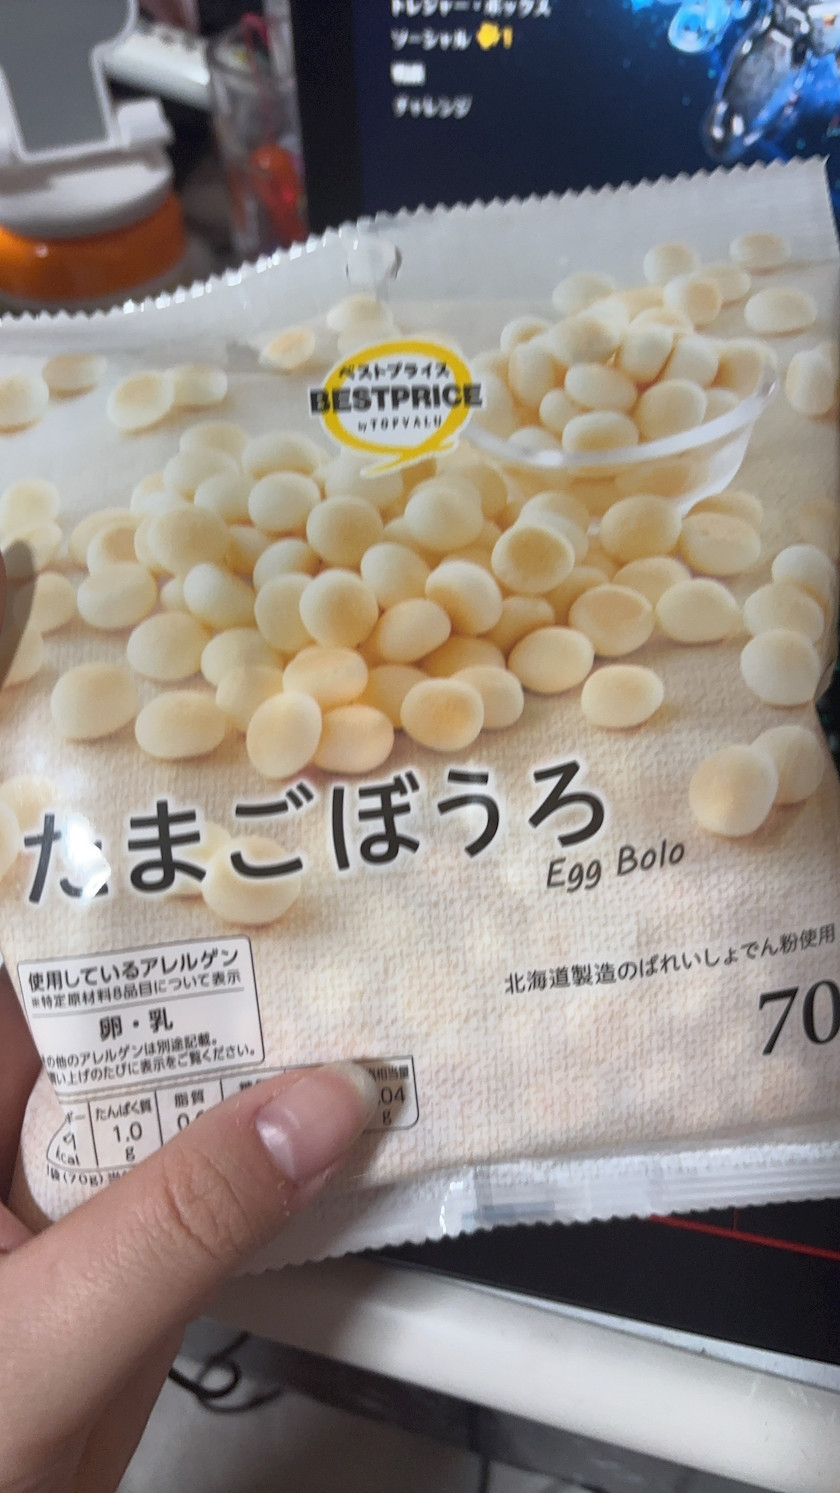 トレジャー・ボックス
ソーシャル 1
チャレンジ
ベストプライス
BESTPRICE
by TOPVALU
たまごぼうろ
Egg Bolo
北海道製造のばれいしょでん粉使用
70
使用しているアレルゲン
※特定原材料8品目について表示
卵・乳
の他のアレルゲンは別途記載。
い上げのたびに表示をご覧ください。
たんぱく質 脂質 相当量
kcal 1.0 .04
g g
(70g)